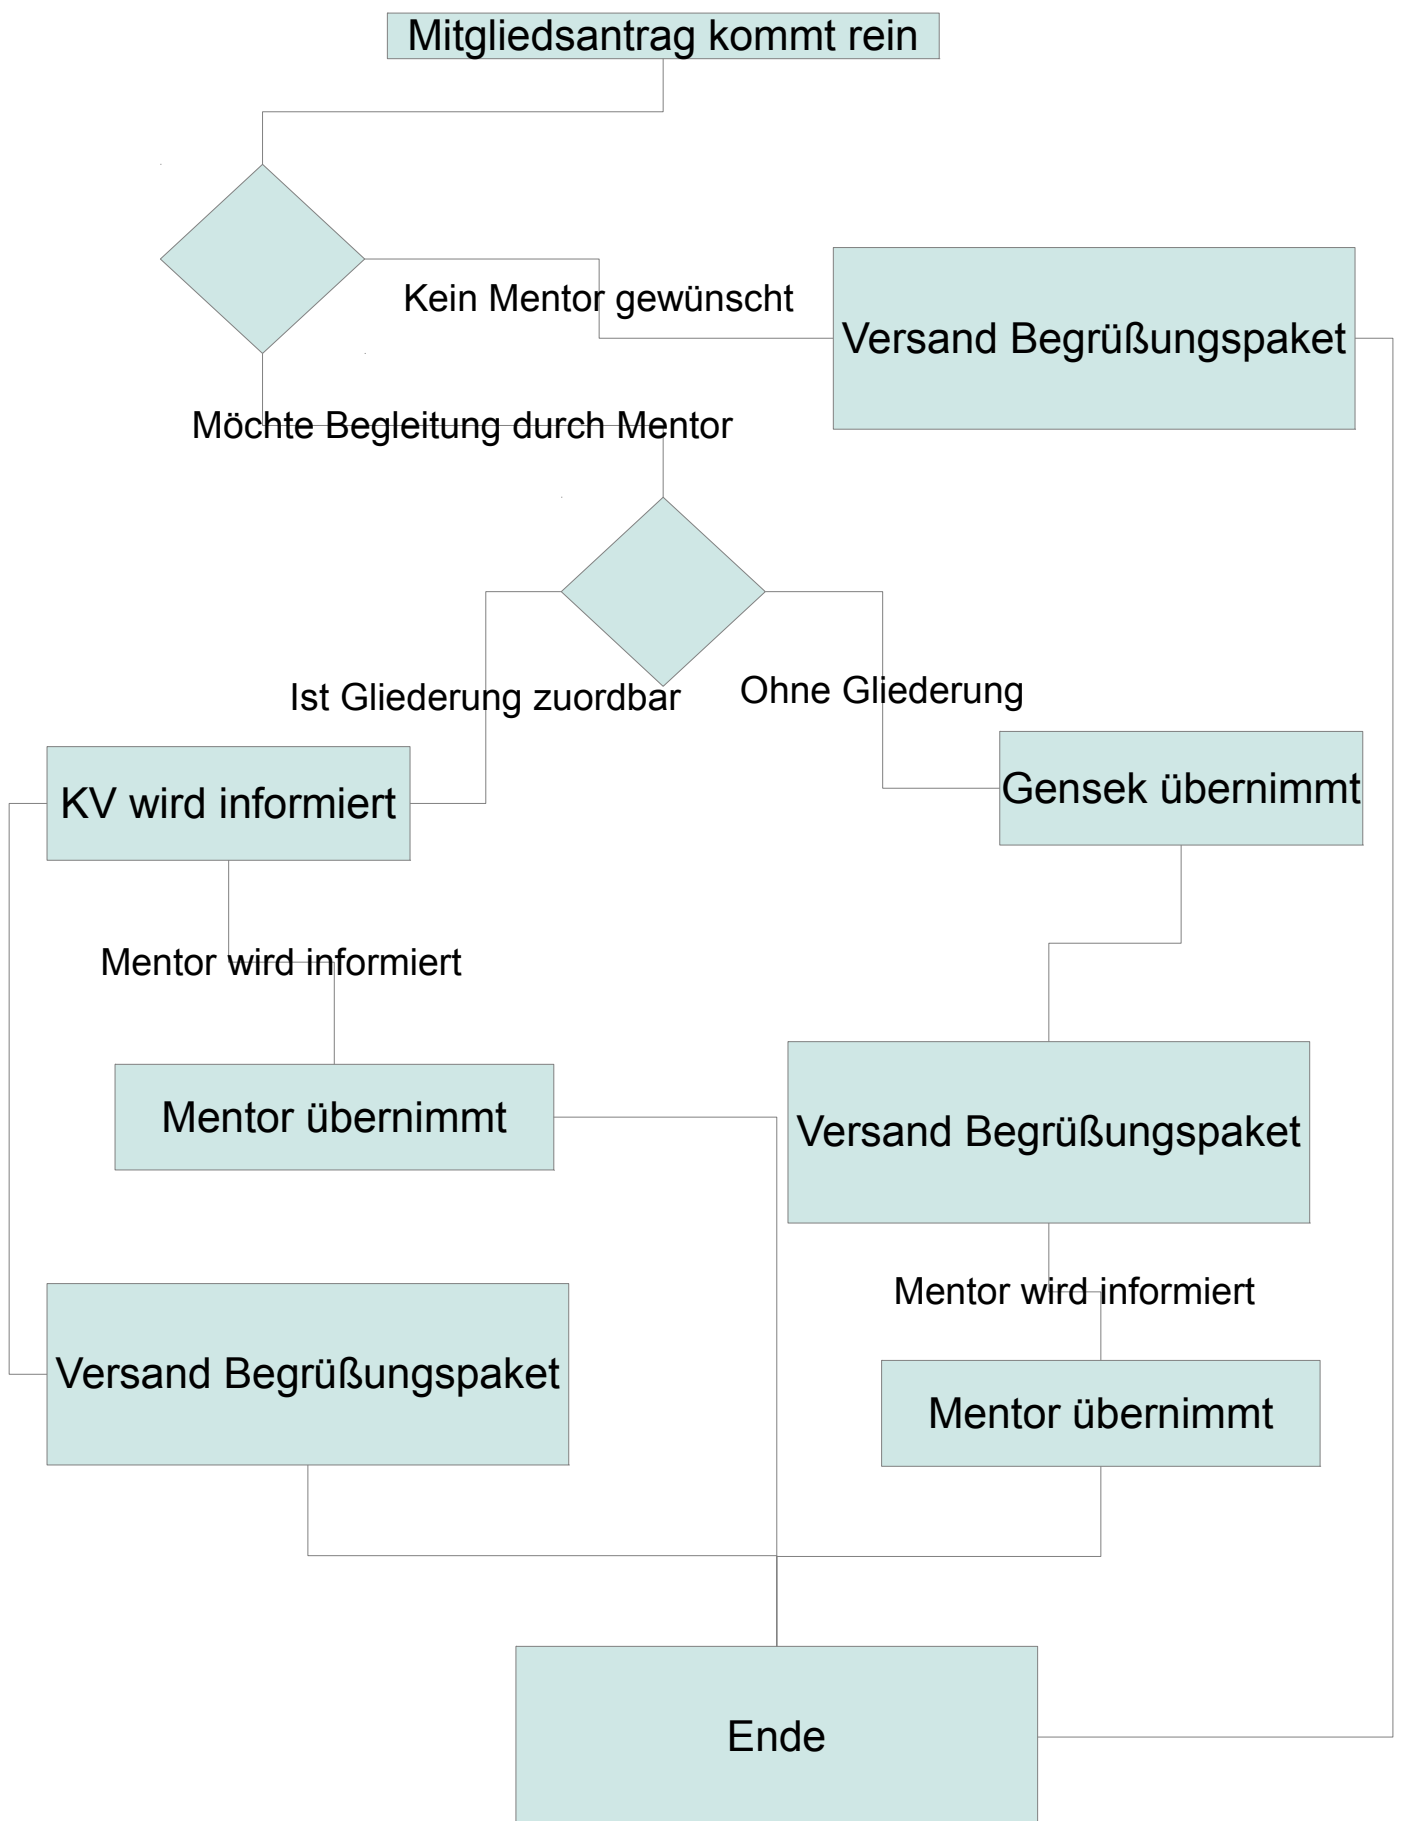 Mitgliedsantrag kommt rein
Kein Mentor gewünscht
Versand Begrüßungspaket
Möchte Begleitung durch Mentor
Ist Gliederung zuordbar
Ohne Gliederung
KV wird informiert
Gensek übernimmt
Mentor wird informiert
Mentor übernimmt
Versand Begrüßungspaket
Mentor wird informiert
Versand Begrüßungspaket
Mentor übernimmt
Ende